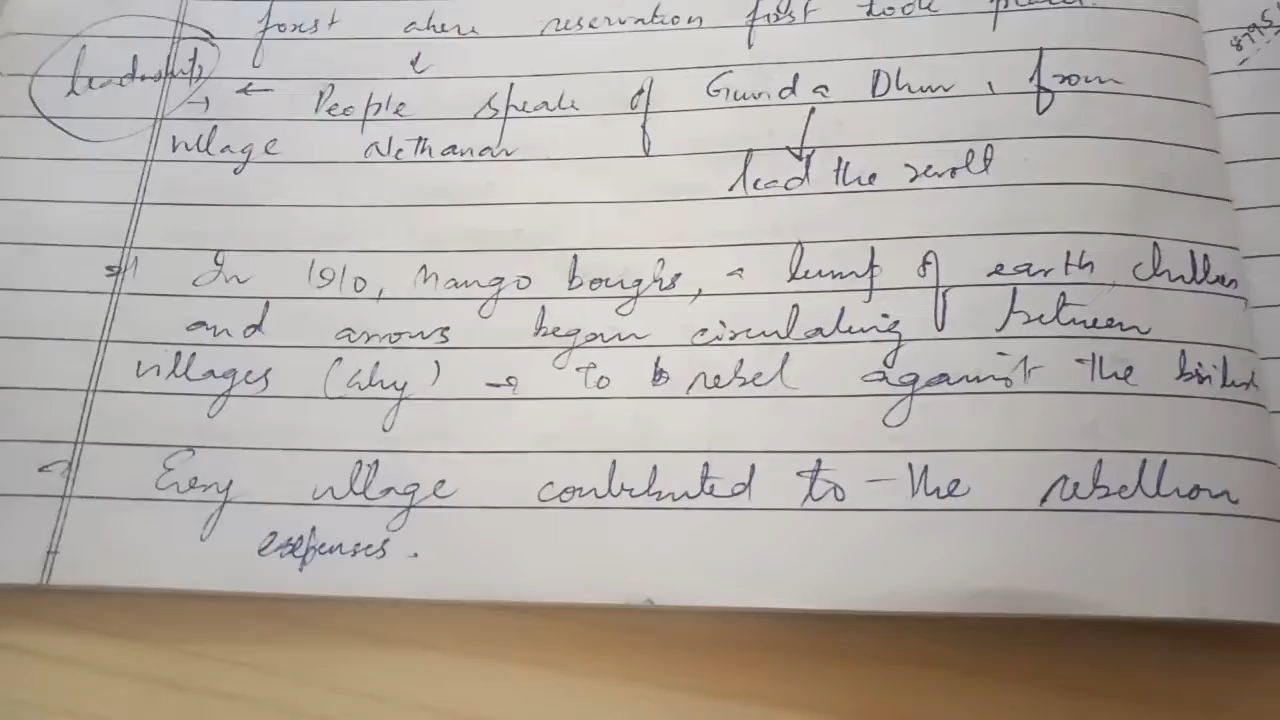 forest where reservation first took place.
leadership
→ ← People speak of Gunda Dhur, from
village Nethanar
lead the revolt
In 1910, Mango boughs, a lump of earth, chillies
and arrows began circulating between
villages (why) → to rebel against the british
→ Every village contributed to the rebellion
expenses.